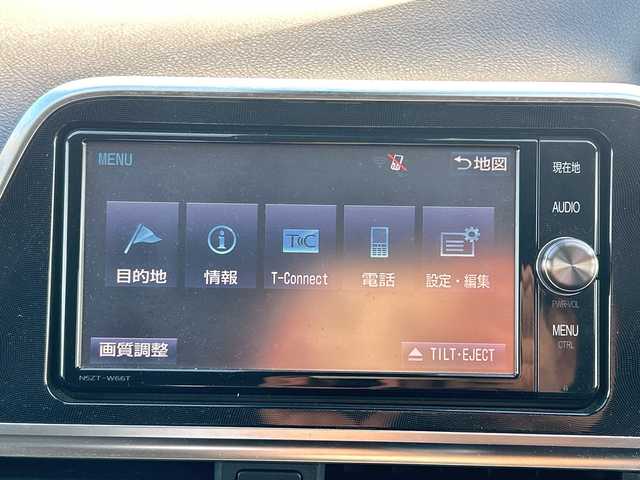 MENU
地図
現在地
AUDIO
T C
目的地
情報
T-Connect
電話
設定・編集
PWR-VOL
MENU
CTRL
画質調整
TILT・EJECT
NSZT-W66T